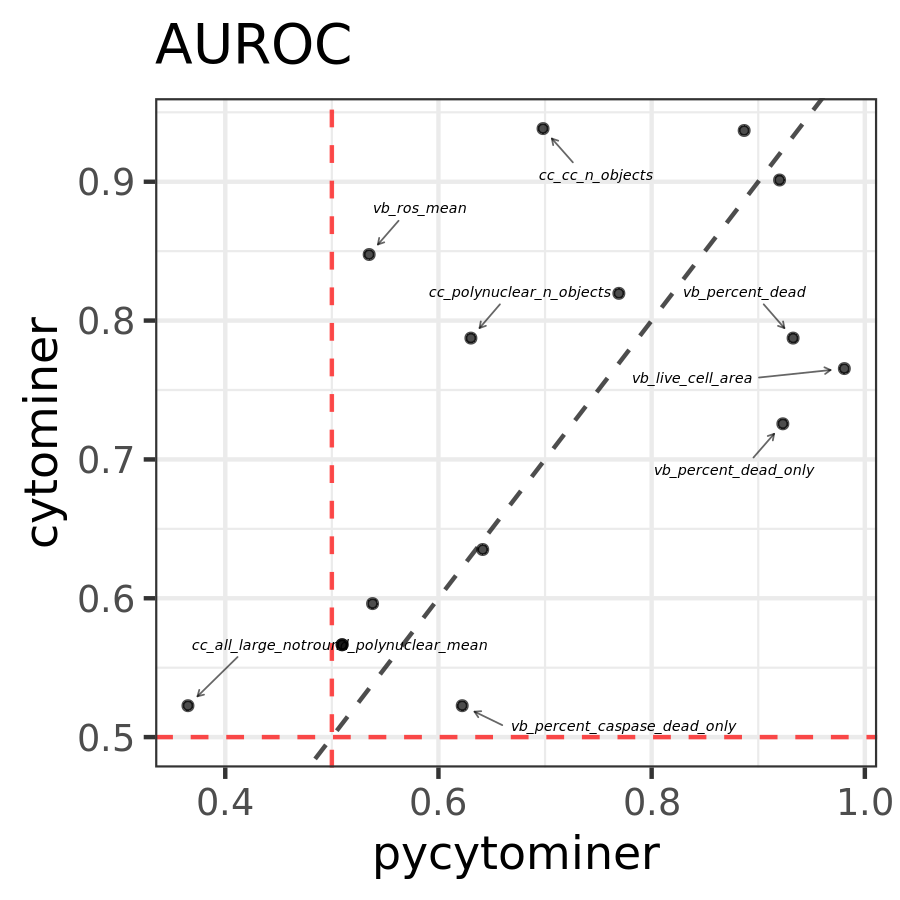 AUROC
cytominer
0.9
0.8
0.7
0.6
0.5
cc_cc_n_objects
vb_ros_mean
cc_polynuclear_n_objects
vb_percent_dead
vb_live_cell_area
vb_percent_dead_only
cc_all_large_notround_polynuclear_mean
vb_percent_caspase_dead_only
0.4 0.6 0.8 1.0
pycytominer